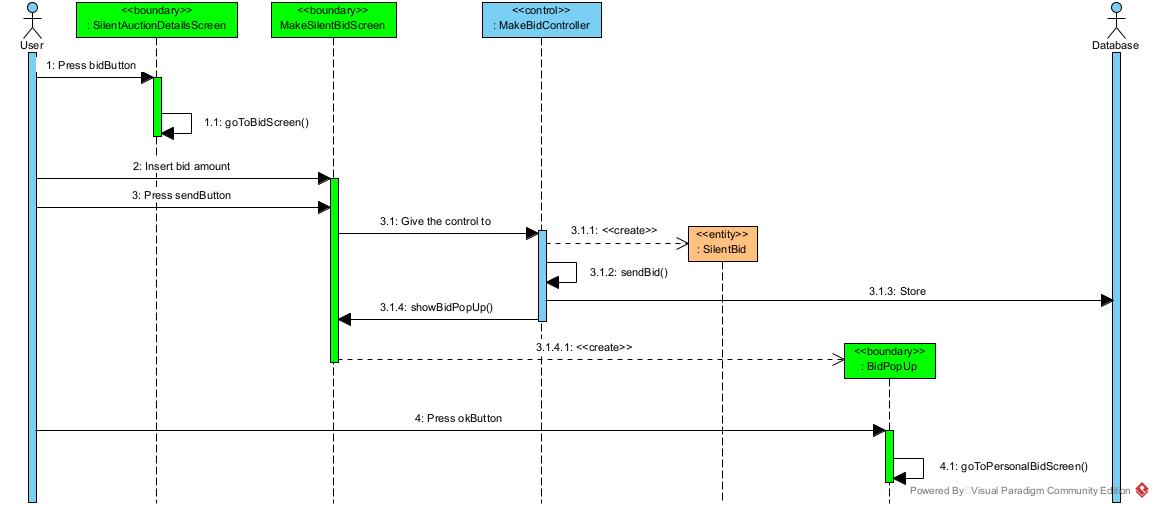 <<boundary>>
: SilentAuctionDetailsScreen
<<boundary>>
MakeSilentBidScreen
<<control>>
: MakeBidController
User
Database
1: Press bidButton
1.1: goToBidScreen()
2: Insert bid amount
3: Press sendButton
3.1: Give the control to
3.1.1: <<create>>
<<entity>>
: SilentBid
3.1.2: sendBid()
3.1.3: Store
3.1.4: showBidPopUp()
3.1.4.1: <<create>>
<<boundary>>
: BidPopUp
4: Press okButton
4.1: goToPersonalBidScreen()
Powered By Visual Paradigm Community Edition